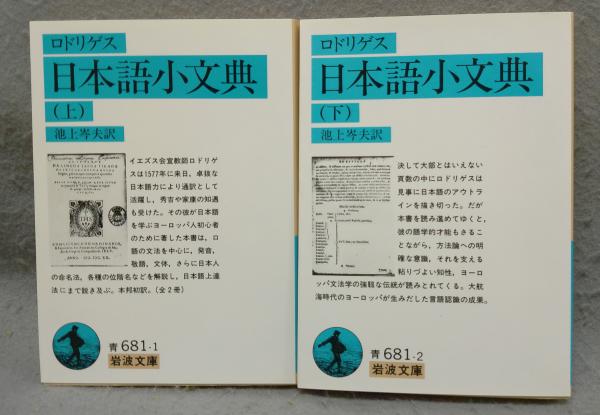 ロドリゲス
日本語小文典
(上)
池上岑夫訳
イエズス会宣教師ロドリゲ
スは1577年に来日。卓抜な
日本語力により通訳として
活躍し、秀吉や家康の知遇
も受けた。その彼が日本語
を学ぶヨーロッパ人初心者
のために著した本書は、口
語の文法を中心に、発音、
敬語、文体、さらに日本人
の命名法、各種の位階名などを解説し、日本語上達
法にまで説き及ぶ。本邦初訳。(全2冊)
青 681-1
岩波文庫
ロドリゲス
日本語小文典
(下)
池上岑夫訳
決して大部とはいえない
頁数の中にロドリゲスは
見事に日本語のアウトラ
インを描き切った。だが
本書を読み進めてゆくと、
彼の語学的才能もさるこ
とながら、方法論への明
確な意識、それを支える
粘りづよい知性、ヨーロ
ッパ文法学の強靱な伝統が読みとれてくる。大航
海時代のヨーロッパが生みだした言語認識の成果。
青 681-2
岩波文庫